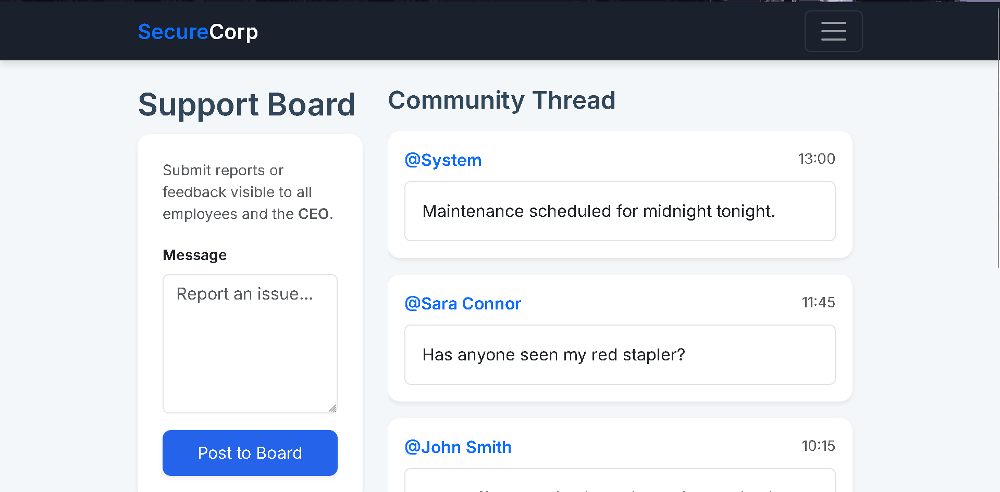 SecureCorp
Support Board
Submit reports or
feedback visible to all
employees and the CEO.
Message
Report an issue...
Post to Board
Community Thread
@System
13:00
Maintenance scheduled for midnight tonight.
@Sara Connor
11:45
Has anyone seen my red stapler?
@John Smith
10:15